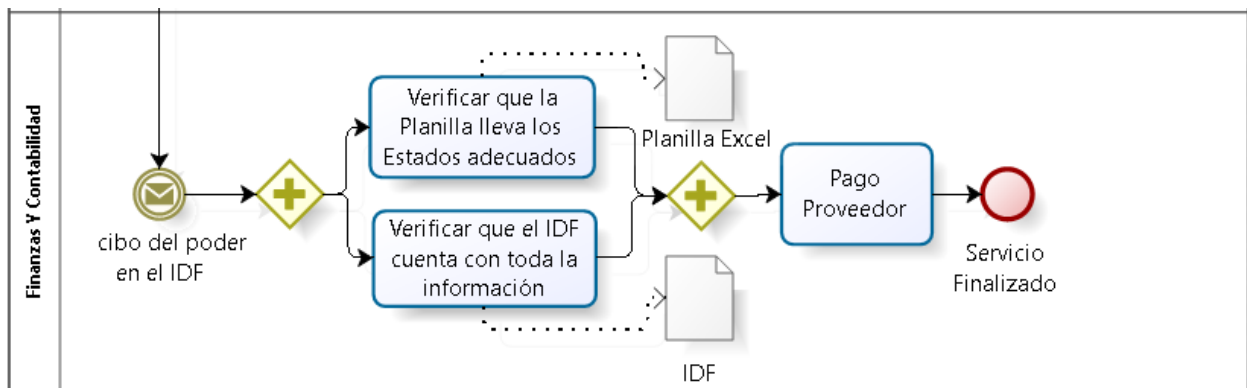 Finanzas Y Contabilidad
cibo del poder
en el IDF
Verificar que la
Planilla lleva los
Estados adecuados
Verificar que el IDF
cuenta con toda la
información
Planilla Excel
IDF
Pago
Proveedor
Servicio
Finalizado